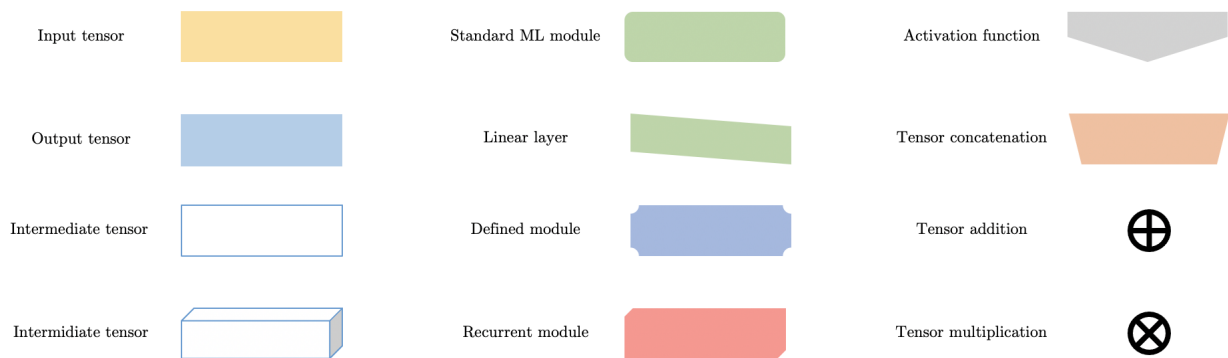 Input tensor
Standard ML module
Activation function
Output tensor
Linear layer
Tensor concatenation
Intermediate tensor
Defined module
Tensor addition
Intermidiate tensor
Recurrent module
Tensor multiplication